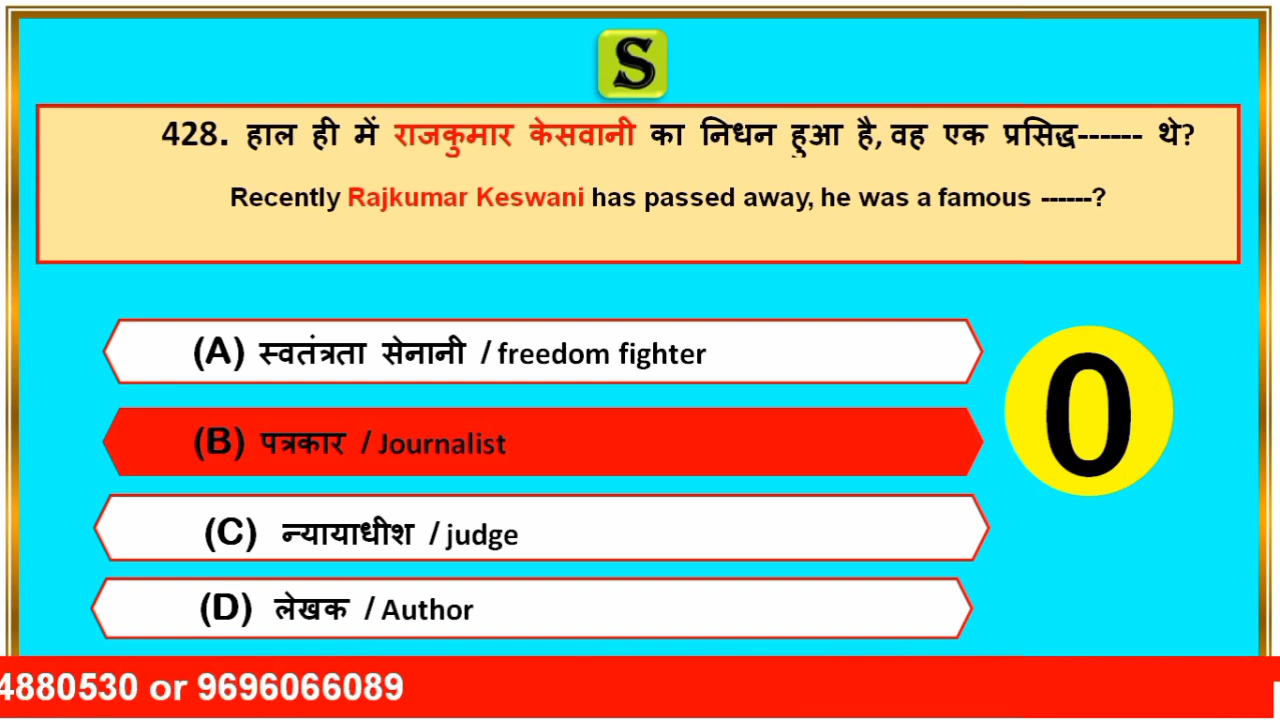 S
428. हाल ही में राजकुमार केसवानी का निधन हुआ है, वह एक प्रसिद्ध------ थे?
Recently Rajkumar Keswani has passed away, he was a famous ------?
(A) स्वतंत्रता सेनानी / freedom fighter
(B) पत्रकार / Journalist
0
(C) न्यायाधीश / judge
(D) लेखक / Author
4880530 or 9696066089